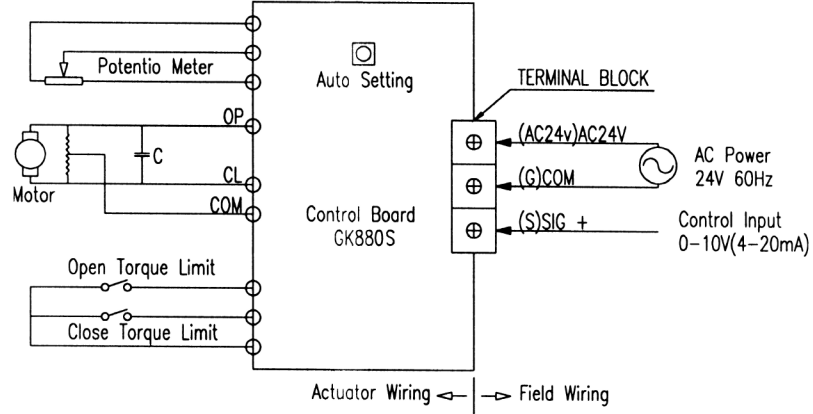 Potentio Meter
Auto Setting
TERMINAL BLOCK
OP
(AC24v)AC24V
C
AC Power
24V 60Hz
CL
(G)COM
Motor
COM
Control Board
GK880S
(S)SIG +
Control Input
0-10V(4-20mA)
Open Torque Limit
Close Torque Limit
Actuator Wiring
Field Wiring